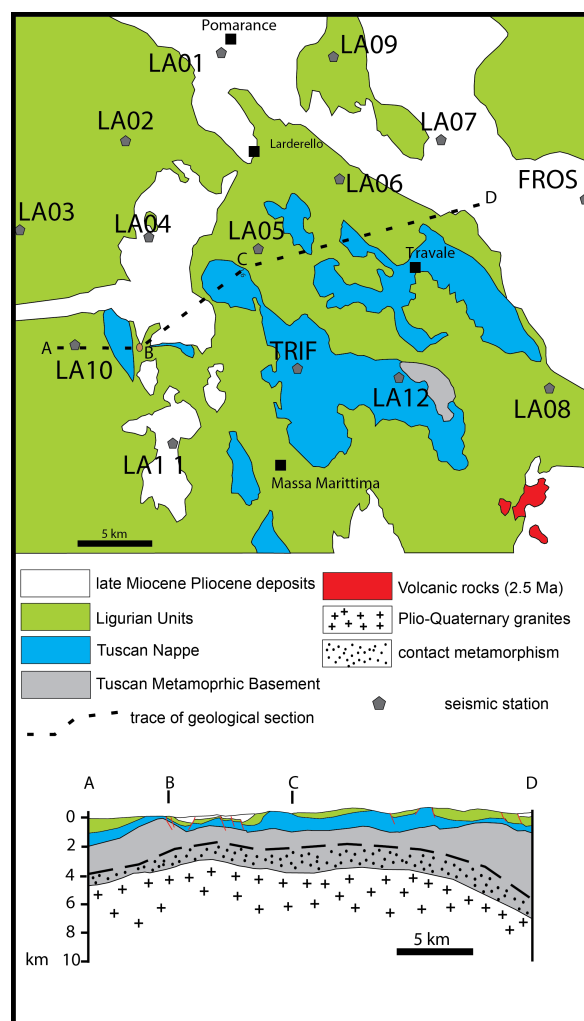 Pomarance
LA01
LA09
LA02
LA07
Larderello
LA06
FROS
D
LA03
LA04
LA05
C
Travale
A
B
LA10
TRIF
LA12
LA08
LA1 1
Massa Marittima
5 km
late Miocene Pliocene deposits
Volcanic rocks (2.5 Ma)
Ligurian Units
Plio-Quaternary granites
Tuscan Nappe
contact metamorphism
Tuscan Metamoprhic Basement
trace of geological section
seismic station
A B C D
0
2
4
6
8
10
km
5 km